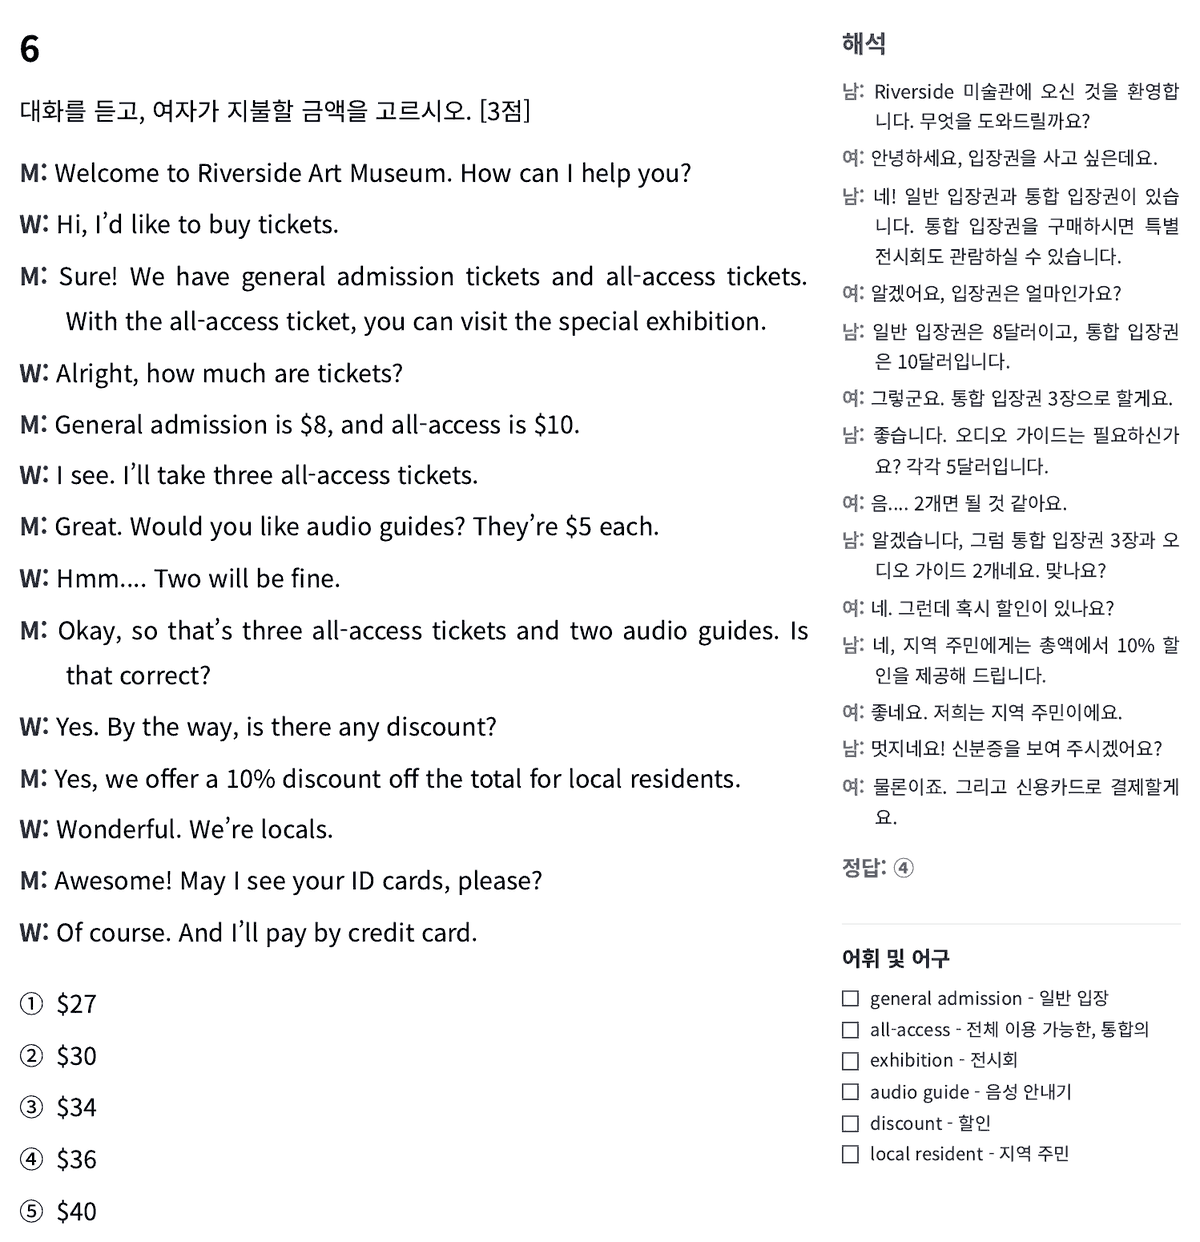 6
대화를 듣고, 여자가 지불할 금액을 고르시오. [3점]
M: Welcome to Riverside Art Museum. How can I help you?
W: Hi, I’d like to buy tickets.
M: Sure! We have general admission tickets and all-access tickets.
With the all-access ticket, you can visit the special exhibition.
W: Alright, how much are tickets?
M: General admission is $8, and all-access is $10.
W: I see. I’ll take three all-access tickets.
M: Great. Would you like audio guides? They’re $5 each.
W: Hmm.... Two will be fine.
M: Okay, so that’s three all-access tickets and two audio guides. Is
that correct?
W: Yes. By the way, is there any discount?
M: Yes, we offer a 10% discount off the total for local residents.
W: Wonderful. We’re locals.
M: Awesome! May I see your ID cards, please?
W: Of course. And I’ll pay by credit card.
① $27
② $30
③ $34
④ $36
⑤ $40
해석
남: Riverside 미술관에 오신 것을 환영합
니다. 무엇을 도와드릴까요?
여: 안녕하세요, 입장권을 사고 싶은데요.
남: 네! 일반 입장권과 통합 입장권이 있습
니다. 통합 입장권을 구매하시면 특별
전시회도 관람하실 수 있습니다.
여: 알겠어요, 입장권은 얼마인가요?
남: 일반 입장권은 8달러이고, 통합 입장권
은 10달러입니다.
여: 그렇군요. 통합 입장권 3장으로 할게요.
남: 좋습니다. 오디오 가이드는 필요하신가
요? 각각 5달러입니다.
여: 음.... 2개면 될 것 같아요.
남: 알겠습니다, 그럼 통합 입장권 3장과 오
디오 가이드 2개네요. 맞나요?
여: 네. 그런데 혹시 할인이 있나요?
남: 네, 지역 주민에게는 총액에서 10% 할
인을 제공해 드립니다.
여: 좋네요. 저희는 지역 주민이에요.
남: 멋지네요! 신분증을 보여 주시겠어요?
여: 물론이죠. 그리고 신용카드로 결제할게
요.
정답: ④
어휘 및 어구
□ general admission - 일반 입장
□ all-access - 전체 이용 가능한, 통합의
□ exhibition - 전시회
□ audio guide - 음성 안내기
□ discount - 할인
□ local resident - 지역 주민